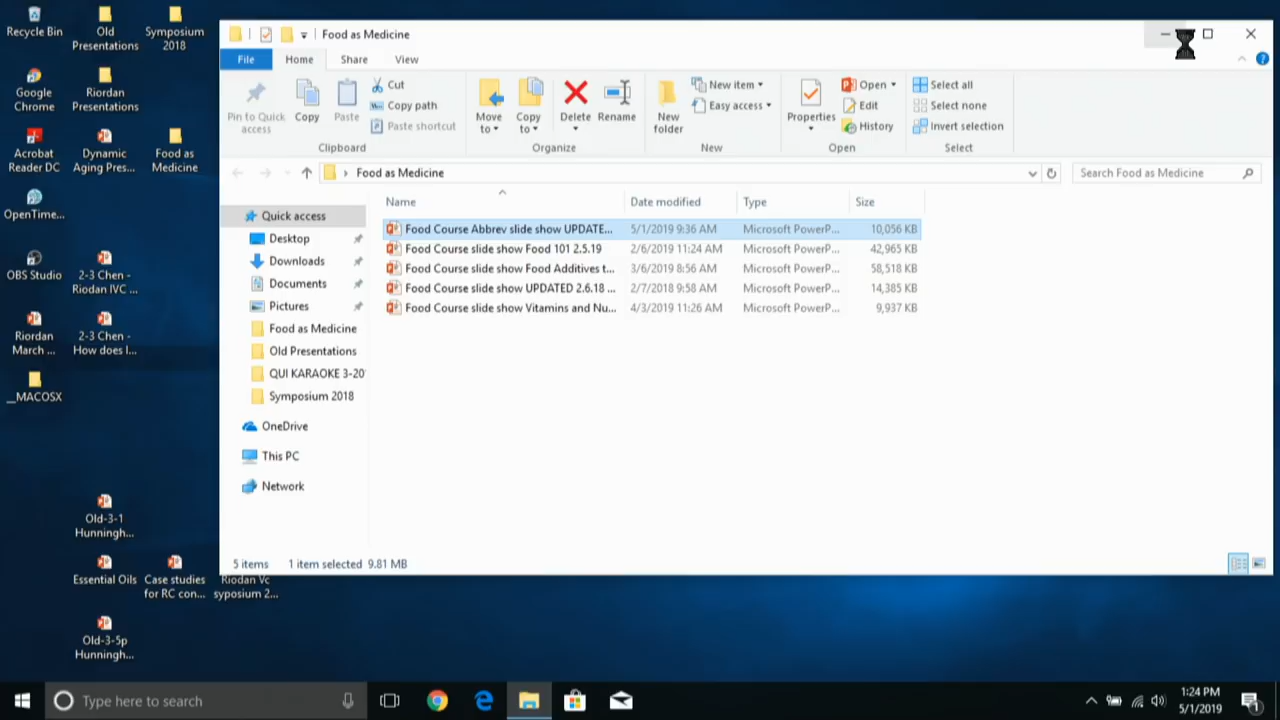 Recycle Bin
Old
Presentations
Symposium
2018
Google
Chrome
Riordan
Presentations
Acrobat
Reader DC
Dynamic
Aging Pres...
Food as
Medicine
OpenTime...
OBS Studio
2-3 Chen -
Riodan IVC ...
Riordan
March ...
2-3 Chen -
How does I...
__MACOSX
Old-3-1
Hunningh...
Essential Oils
Case studies
for RC con...
Riodan Vc
syposium 2...
Old-3-5p
Hunningh...
Food as Medicine
File
Home
Share
View
Pin to Quick
access
Copy
Paste
Cut
Copy path
Paste shortcut
Clipboard
Move
to
Copy
to
Delete
Rename
Organize
New
folder
New item
Easy access
New
Properties
Open
Edit
History
Open
Select all
Select none
Invert selection
Select
Food as Medicine
Search Food as Medicine
Quick access
Desktop
Downloads
Documents
Pictures
Food as Medicine
Old Presentations
QUI KARAOKE 3-20
Symposium 2018
OneDrive
This PC
Network
Name Date modified Type Size
Food Course Abbrev slide show UPDATE... 5/1/2019 9:36 AM Microsoft PowerP... 10,056 KB
Food Course slide show Food 101 2.5.19 2/6/2019 11:24 AM Microsoft PowerP... 42,965 KB
Food Course slide show Food Additives t... 3/6/2019 8:56 AM Microsoft PowerP... 58,518 KB
Food Course slide show UPDATED 2.6.18 ... 2/7/2018 9:58 AM Microsoft PowerP... 14,385 KB
Food Course slide show Vitamins and Nu... 4/3/2019 11:26 AM Microsoft PowerP... 9,937 KB
5 items 1 item selected 9.81 MB
Type here to search
1:24 PM
5/1/2019
1